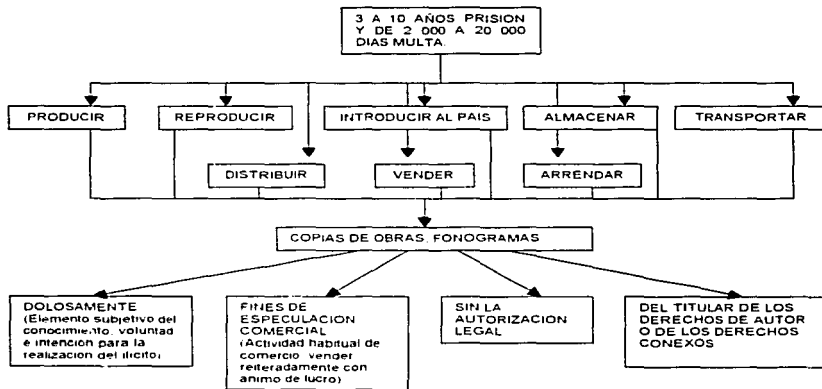 3 A 10 AÑOS PRISION
Y DE 2 000 A 20 000
DIAS MULTA.
PRODUCIR
REPRODUCIR
INTRODUCIR AL PAIS
ALMACENAR
TRANSPORTAR
DISTRIBUIR
VENDER
ARRENDAR
COPIAS DE OBRAS. FONOGRAMAS
DOLOSAMENTE
(Elemento subjetivo del
conocimiento. voluntad
e intención para la
realización del ilícito)
FINES DE
ESPECULACION
COMERCIAL
(Actividad habitual de
comercio vender
reiteradamente con
animo de lucro)
SIN LA
AUTORIZACION
LEGAL
DEL TITULAR DE LOS
DERECHOS DE AUTOR
O DE LOS DERECHOS
CONEXOS